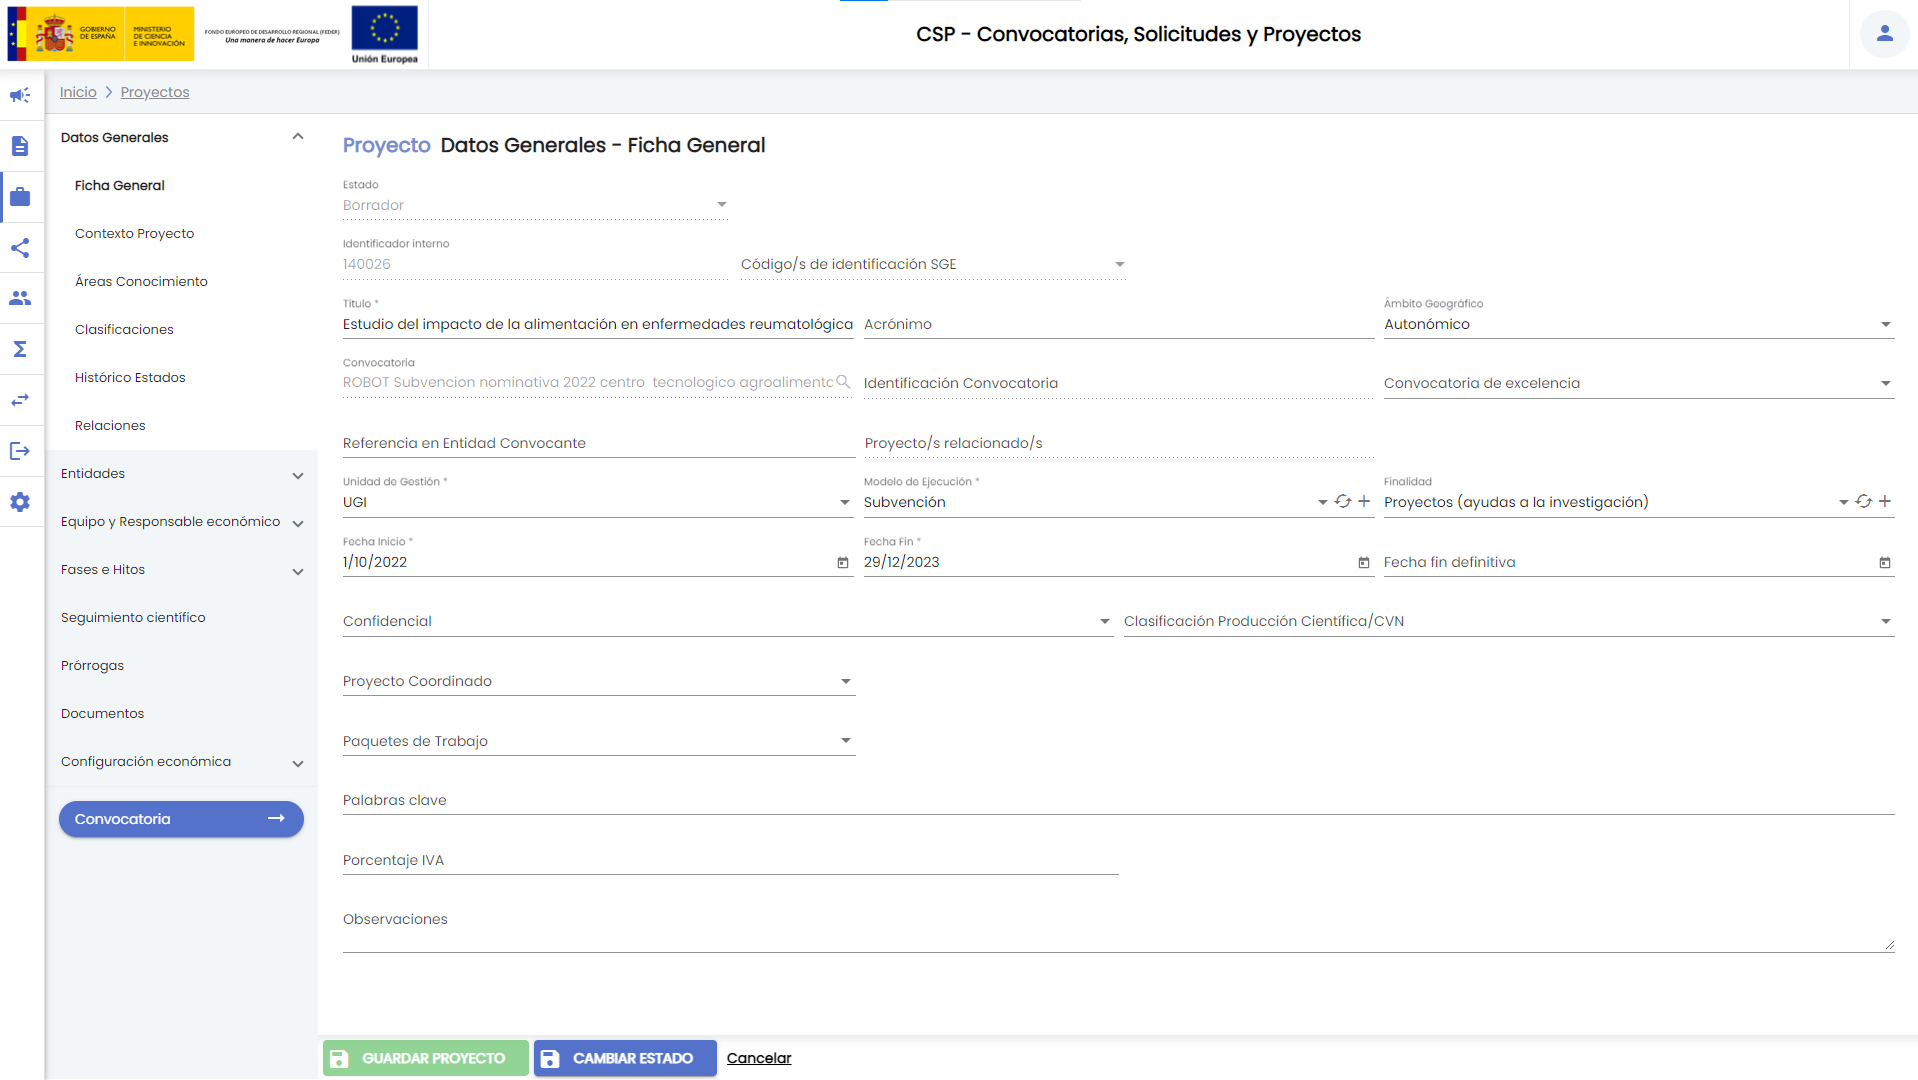 GOBIERNO
DE ESPAÑA
MINISTERIO
DE CIENCIA
E INNOVACIÓN
FONDO EUROPEO DE DESARROLLO REGIONAL (FEDER)
Una manera de hacer Europa
Unión Europea
CSP - Convocatorias, Solicitudes y Proyectos
Inicio > Proyectos
Datos Generales
Ficha General
Contexto Proyecto
Áreas Conocimiento
Clasificaciones
Histórico Estados
Relaciones
Entidades
Equipo y Responsable económico
Fases e Hitos
Seguimiento científico
Prórrogas
Documentos
Configuración económica
Convocatoria
Proyecto Datos Generales - Ficha General
Estado
Borrador
Identificador interno
140026
Código/s de identificación SGE
Título *
Estudio del impacto de la alimentación en enfermedades reumatológica
Acrónimo
Ámbito Geográfico
Autonómico
Convocatoria
ROBOT Subvencion nominativa 2022 centro tecnologico agroalimentc
Identificación Convocatoria
Convocatoria de excelencia
Referencia en Entidad Convocante
Proyecto/s relacionado/s
Unidad de Gestión *
UGI
Modelo de Ejecución *
Subvención
Finalidad
Proyectos (ayudas a la investigación)
Fecha Inicio *
1/10/2022
Fecha Fin *
29/12/2023
Fecha fin definitiva
Confidencial
Clasificación Producción Científica/CVN
Proyecto Coordinado
Paquetes de Trabajo
Palabras clave
Porcentaje IVA
Observaciones
GUARDAR PROYECTO
CAMBIAR ESTADO
Cancelar